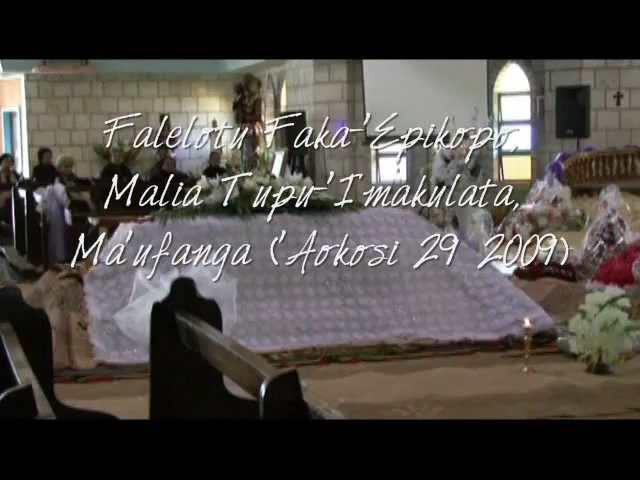 Falelotu Faka-'Epikopo,
Malia Tupu-'Imakulata,
Ma'ufanga ('Aokosi 29 2009)